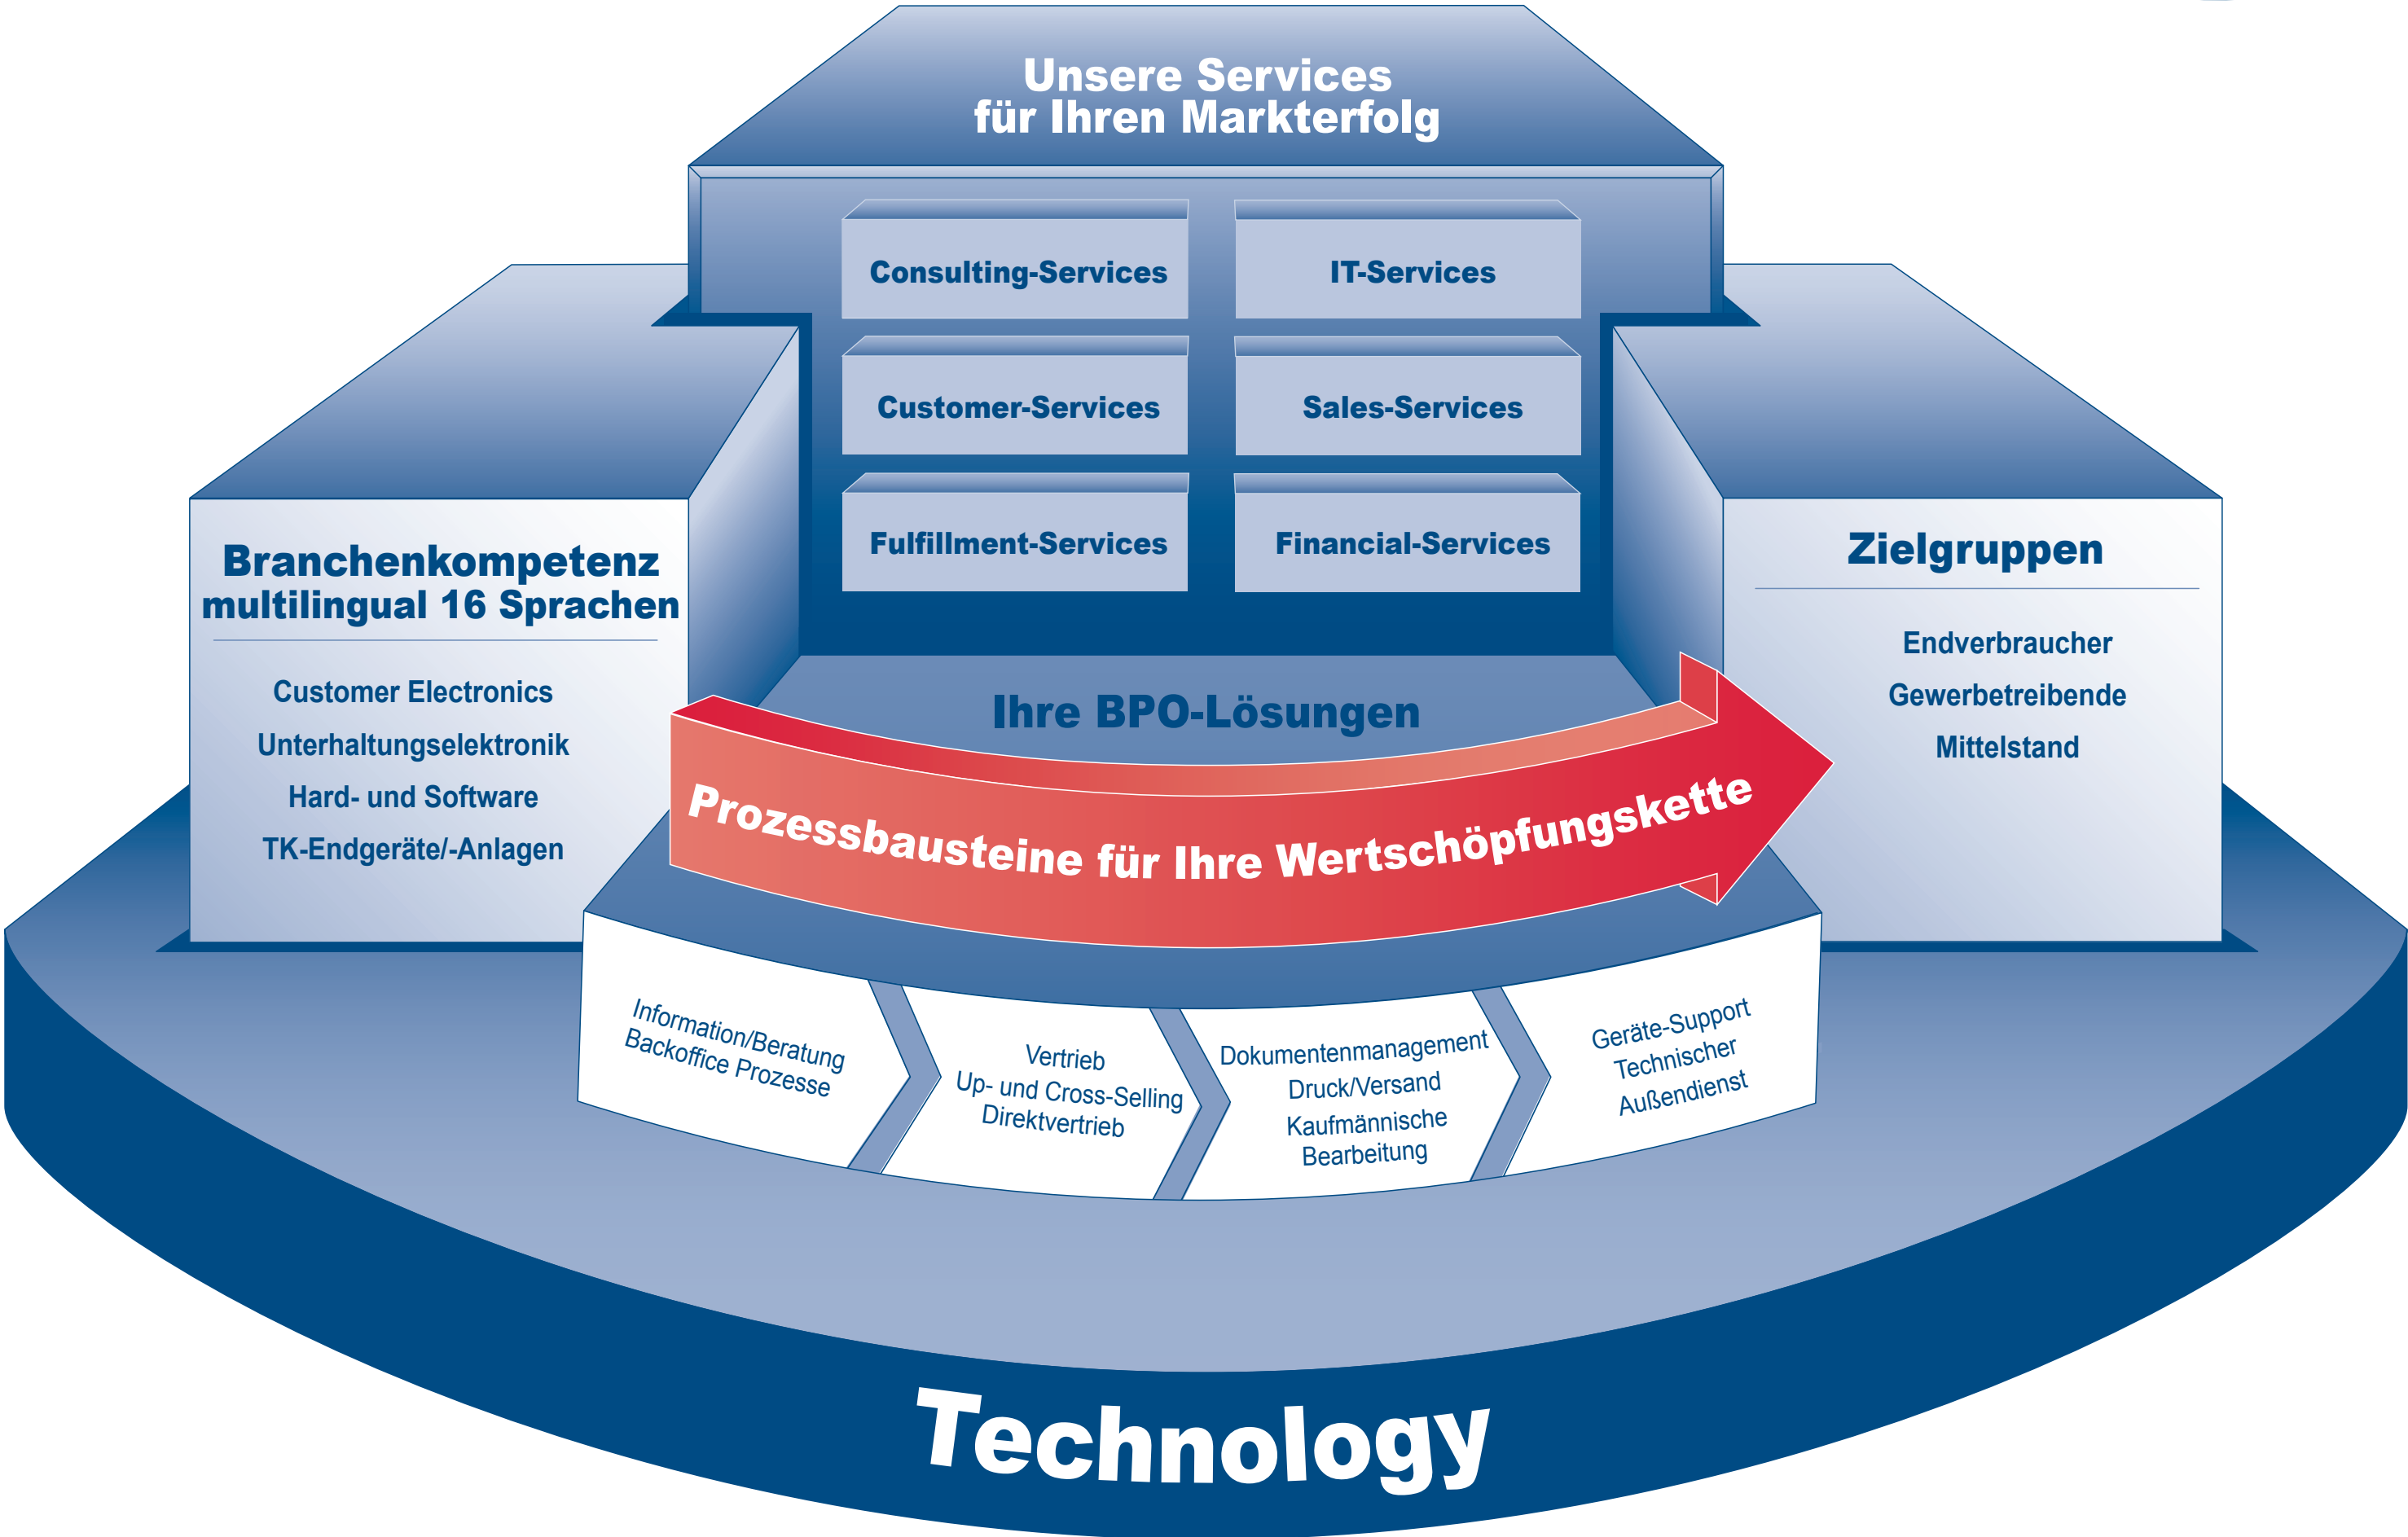 Unsere Services
für Ihren Markterfolg
Consulting-Services
IT-Services
Customer-Services
Sales-Services
Fulfillment-Services
Financial-Services
Branchenkompetenz
multilingual 16 Sprachen
Customer Electronics
Unterhaltungselektronik
Hard- und Software
TK-Endgeräte/-Anlagen
Zielgruppen
Endverbraucher
Gewerbetreibende
Mittelstand
Ihre BPO-Lösungen
Prozessbausteine für Ihre Wertschöpfungskette
Information/Beratung
Backoffice Prozesse
Vertrieb
Up- und Cross-Selling
Direktvertrieb
Dokumentenmanagement
Druck/Versand
Kaufmännische
Bearbeitung
Geräte-Support
Technischer
Außendienst
Technology